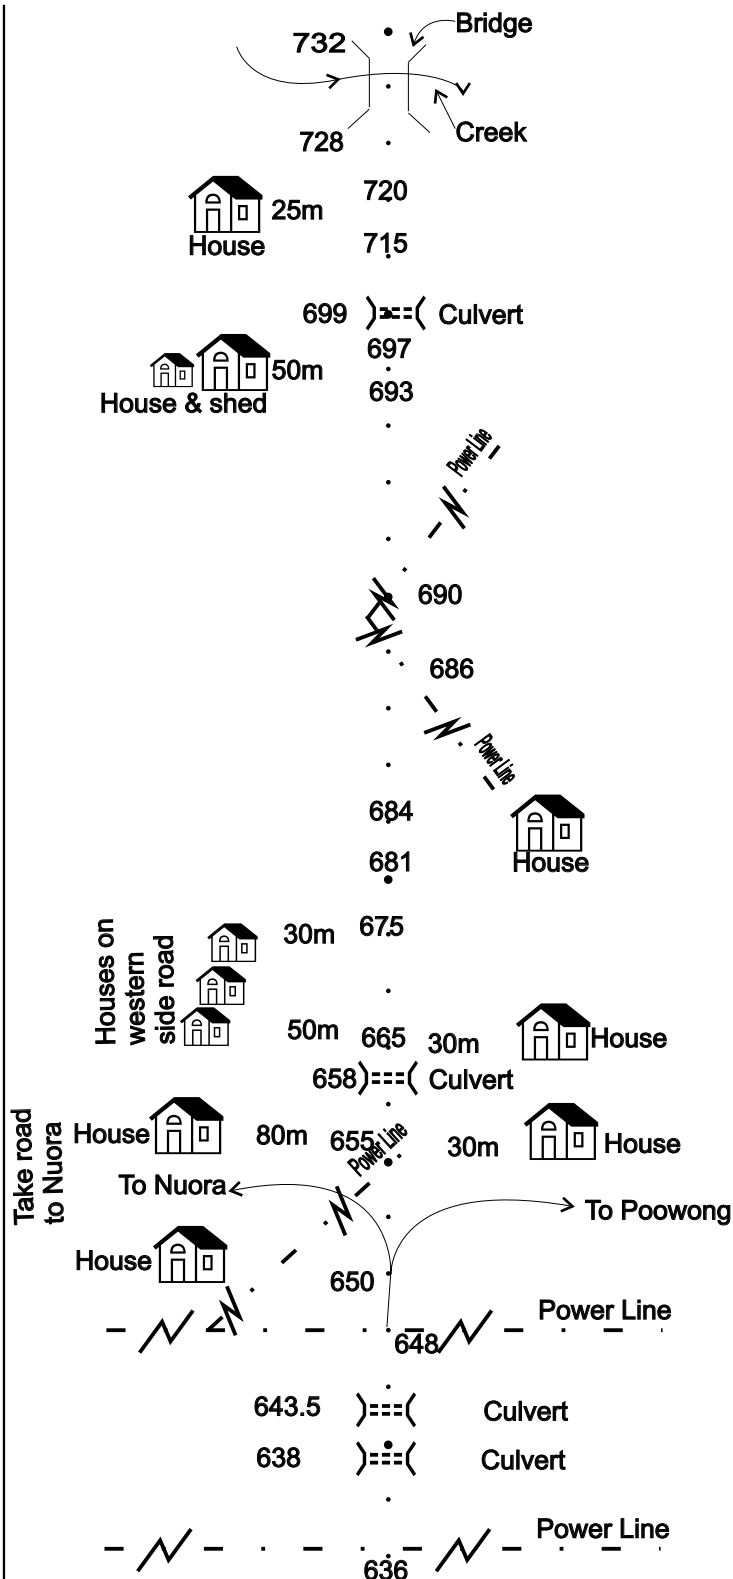 Bridge
732
Creek
728
720
25m
House
715
699
Culvert
697
50m
693
House & shed
Power Line
690
686
Power Line
684
681
House
Houses on
western
side road
30m
675
50m
665
30m
House
658
Culvert
Take road
to Nuora
House
80m
655
Power Line
30m
House
To Nuora
To Poowong
House
650
Power Line
648
643.5
Culvert
638
Culvert
Power Line
636